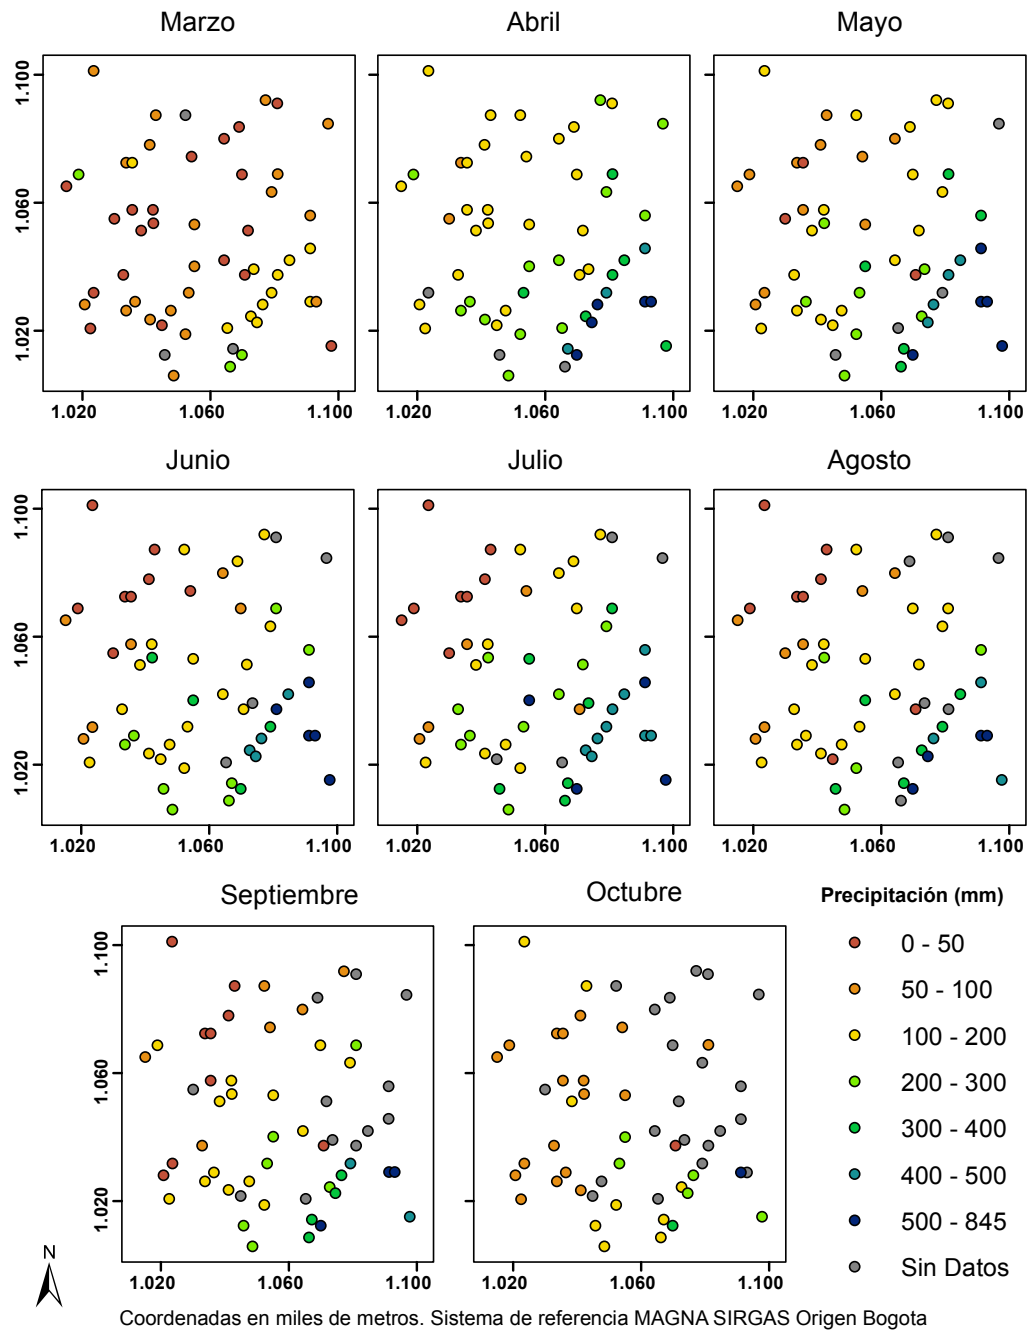 Marzo
Abril
Mayo
1.100
1.060
1.020
1.020 1.060 1.100
1.020 1.060 1.100
1.020 1.060 1.100
Junio
Julio
Agosto
1.100
1.060
1.020
1.020 1.060 1.100
1.020 1.060 1.100
1.020 1.060 1.100
Septiembre
Octubre
1.100
1.060
1.020
1.020 1.060 1.100
1.020 1.060 1.100
Precipitación (mm)
0 - 50
50 - 100
100 - 200
200 - 300
300 - 400
400 - 500
500 - 845
Sin Datos
N
Coordenadas en miles de metros. Sistema de referencia MAGNA SIRGAS Origen Bogota